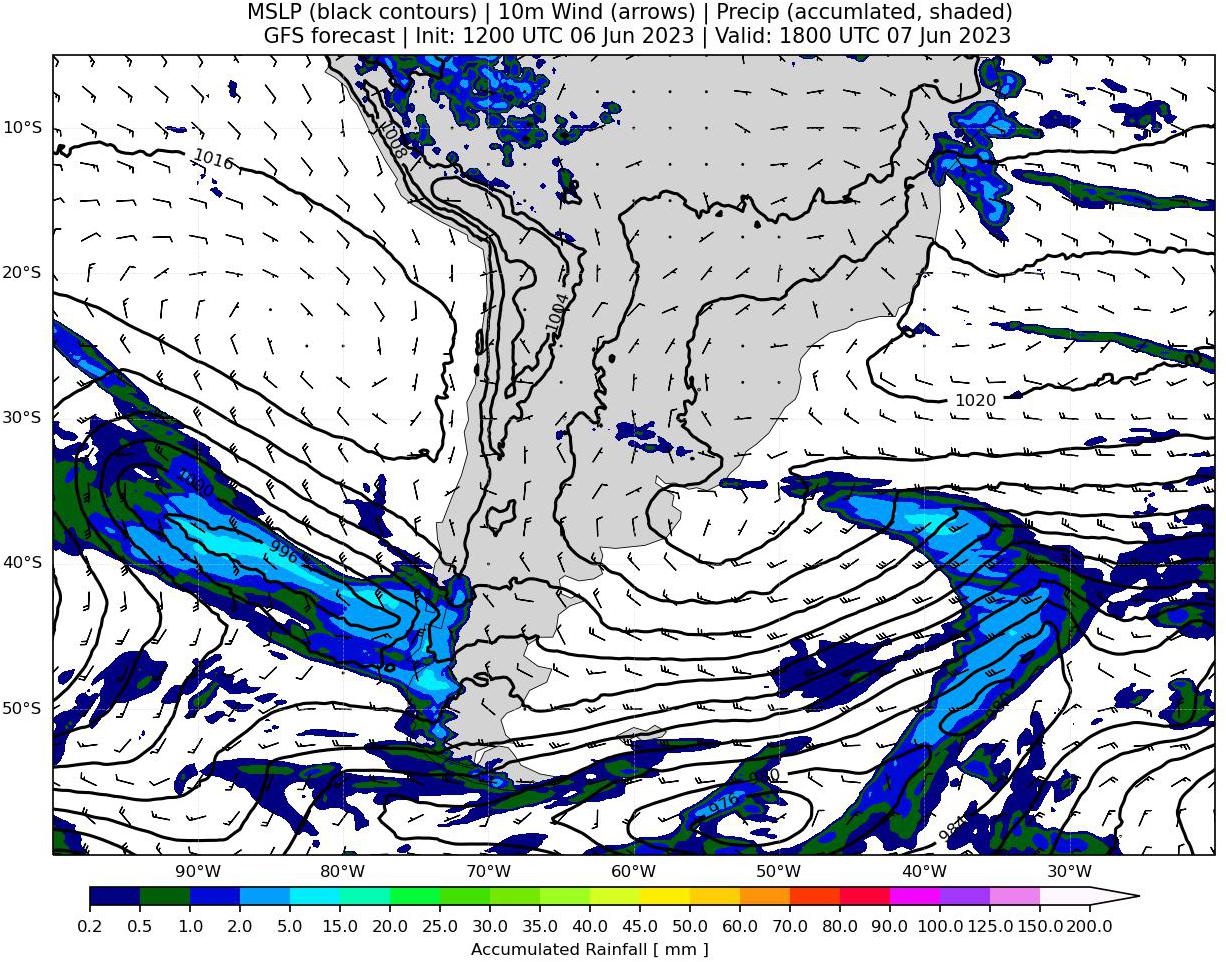 MSLP (black contours) | 10m Wind (arrows) | Precip (accumlated, shaded)
GFS forecast | Init: 1200 UTC 06 Jun 2023 | Valid: 1800 UTC 07 Jun 2023
10°S
20°S
30°S
40°S
50°S
1016
1008
1004
1020
1000
996
980
976
984
90°W 80°W 70°W 60°W 50°W 40°W 30°W
0.2 0.5 1.0 2.0 5.0 10.0 15.0 20.0 25.0 30.0 35.0 40.0 45.0 50.0 60.0 70.0 80.0 90.0 100.0 125.0 150.0 200.0
Accumulated Rainfall [ mm ]